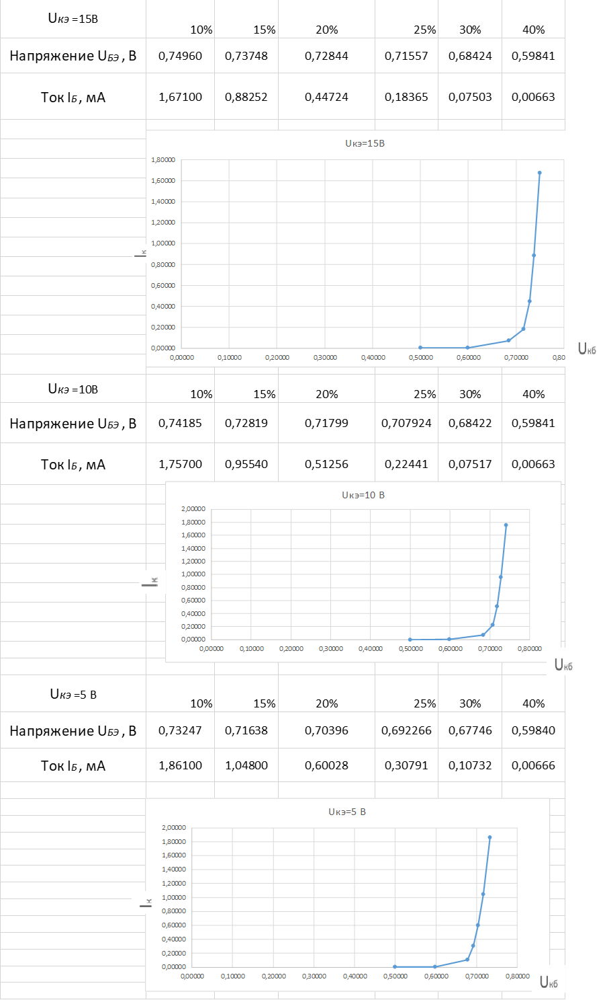 Uкэ =15В
10% 15% 20% 25% 30% 40%
Напряжение UБЭ , В 0,74960 0,73748 0,72844 0,71557 0,68424 0,59841
Ток IБ , мА 1,67100 0,88252 0,44724 0,18365 0,07503 0,00663
Uкэ=15В
1,80000
1,60000
1,40000
1,20000
1,00000
Iк
0,80000
0,60000
0,40000
0,20000
0,00000
0,00000 0,10000 0,20000 0,30000 0,40000 0,50000 0,60000 0,70000 0,80
Uкб
Uкэ =10В
10% 15% 20% 25% 30% 40%
Напряжение UБЭ , В 0,74185 0,72819 0,71799 0,707924 0,68422 0,59841
Ток IБ , мА 1,75700 0,95540 0,51256 0,22441 0,07517 0,00663
Uкэ=10 В
2,00000
1,80000
1,60000
1,40000
1,20000
1,00000
Iк
0,80000
0,60000
0,40000
0,20000
0,00000
0,00000 0,10000 0,20000 0,30000 0,40000 0,50000 0,60000 0,70000 0,80000
Uкб
Uкэ =5 В
10% 15% 20% 25% 30% 40%
Напряжение UБЭ , В 0,73247 0,71638 0,70396 0,692266 0,67746 0,59840
Ток IБ , мА 1,86100 1,04800 0,60028 0,30791 0,10732 0,00666
Uкэ=5 В
2,00000
1,80000
1,60000
1,40000
1,20000
1,00000
Iк
0,80000
0,60000
0,40000
0,20000
0,00000
0,00000 0,10000 0,20000 0,30000 0,40000 0,50000 0,60000 0,70000 0,80000
Uкб